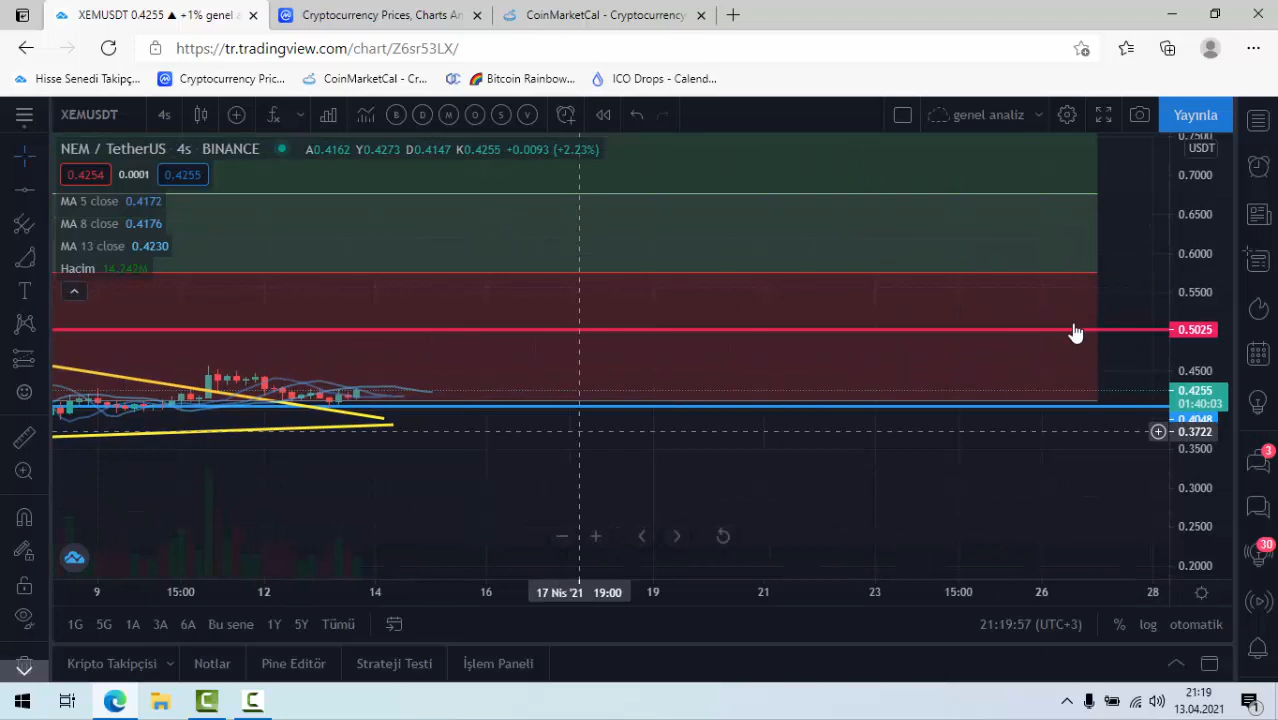 XEMUSDT 0.4255 ▲ +1% genel a
Cryptocurrency Prices, Charts An
CoinMarketCal - Cryptocurrency
https://tr.tradingview.com/chart/Z6sr53LX/
Hisse Senedi Takipç...
Cryptocurrency Pric...
CoinMarketCal - Cr...
Bitcoin Rainbow...
ICO Drops - Calend...
XEMUSDT 4s B D M O S V genel analiz Yayınla
NEM / TetherUS 4s BINANCE A0.4162 Y0.4273 D0.4147 K0.4255 +0.0093 (+2.23%)
0.4254 0.0001 0.4255
MA 5 close 0.4172
MA 8 close 0.4176
MA 13 close 0.4230
Hacim 14.242M
0.7500
USDT
0.7000
0.6500
0.6000
0.5500
0.5025
0.4500
0.4255
01:40:03
0.4048
0.3722
0.3500
0.3000
0.2500
0.2000
3
30
9 15:00 12 14 16 17 Nis '21 19:00 19 21 23 15:00 26 28
1G 5G 1A 3A 6A Bu sene 1Y 5Y Tümü 21:19:57 (UTC+3) % log otomatik
Kripto Takipçisi Notlar Pine Editör Strateji Testi İşlem Paneli
21:19
13.04.2021
1